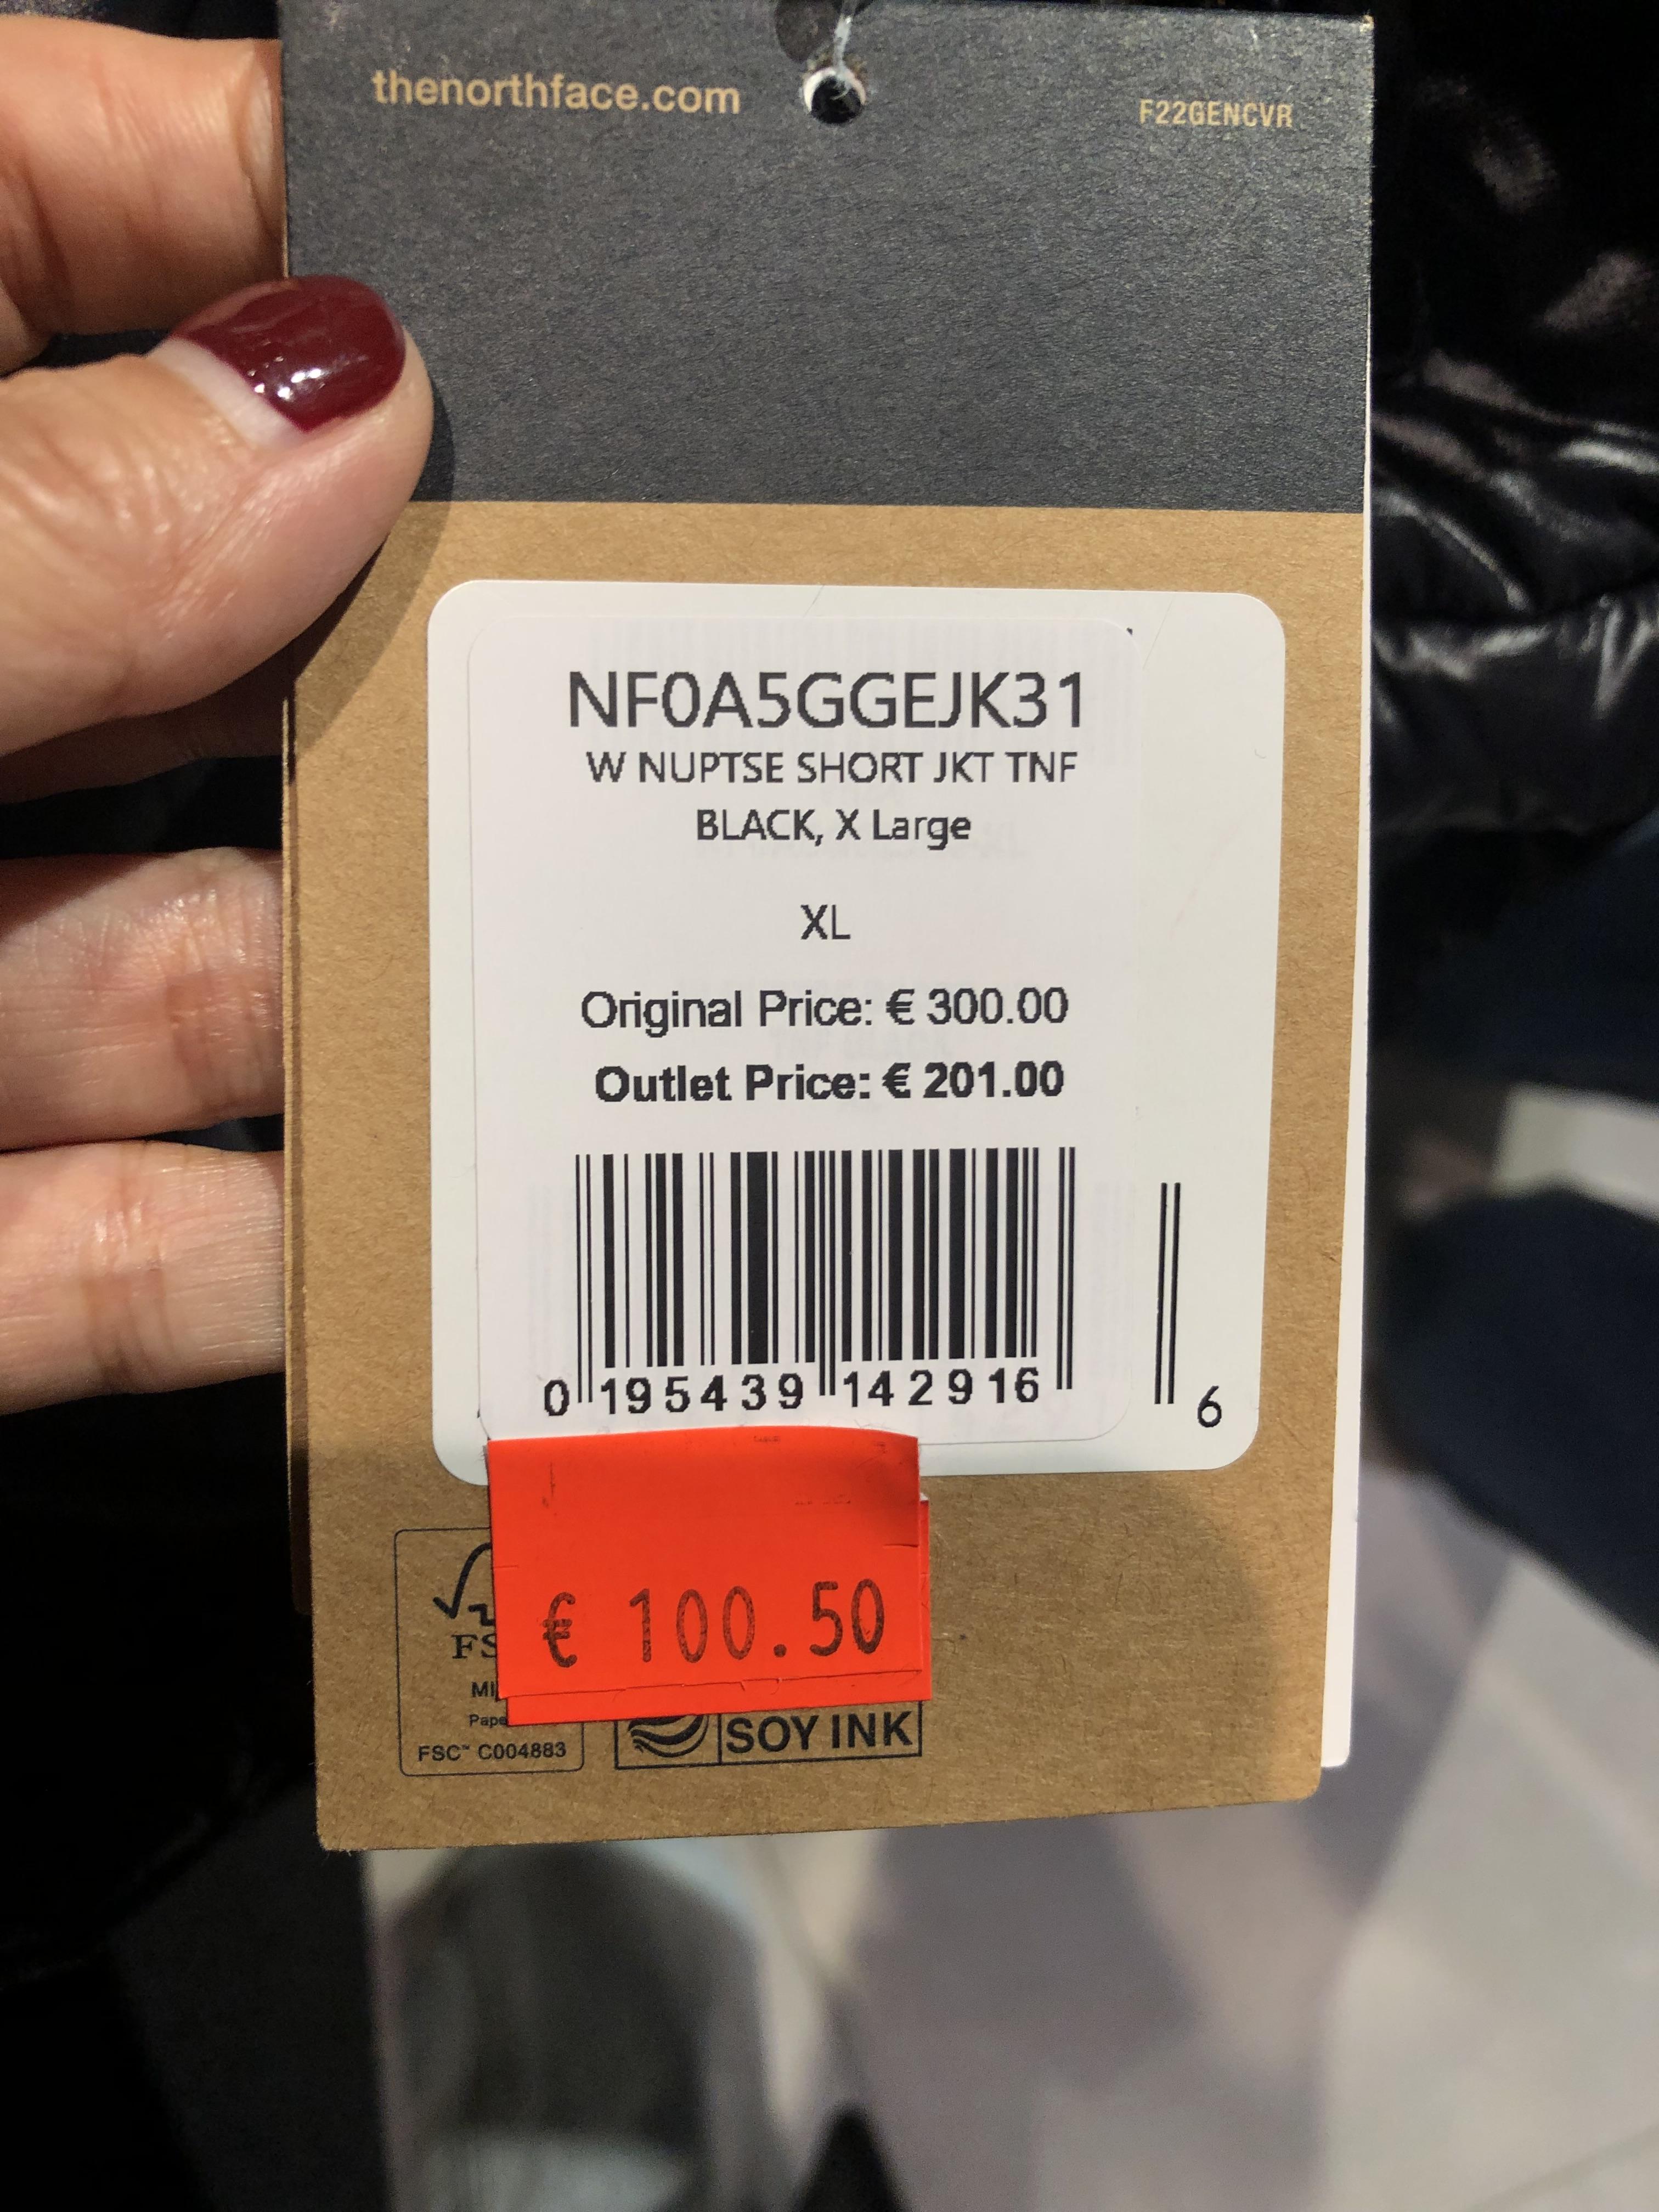 thenorthface.com
F22GENCVR
NF0A5GGEJK31
W NUPTSE SHORT JKT TNF
BLACK, X Large
XL
Original Price: € 300.00
Outlet Price: € 201.00
0 195439 142916
6
€ 100.50
FSC™ C004883
SOY INK